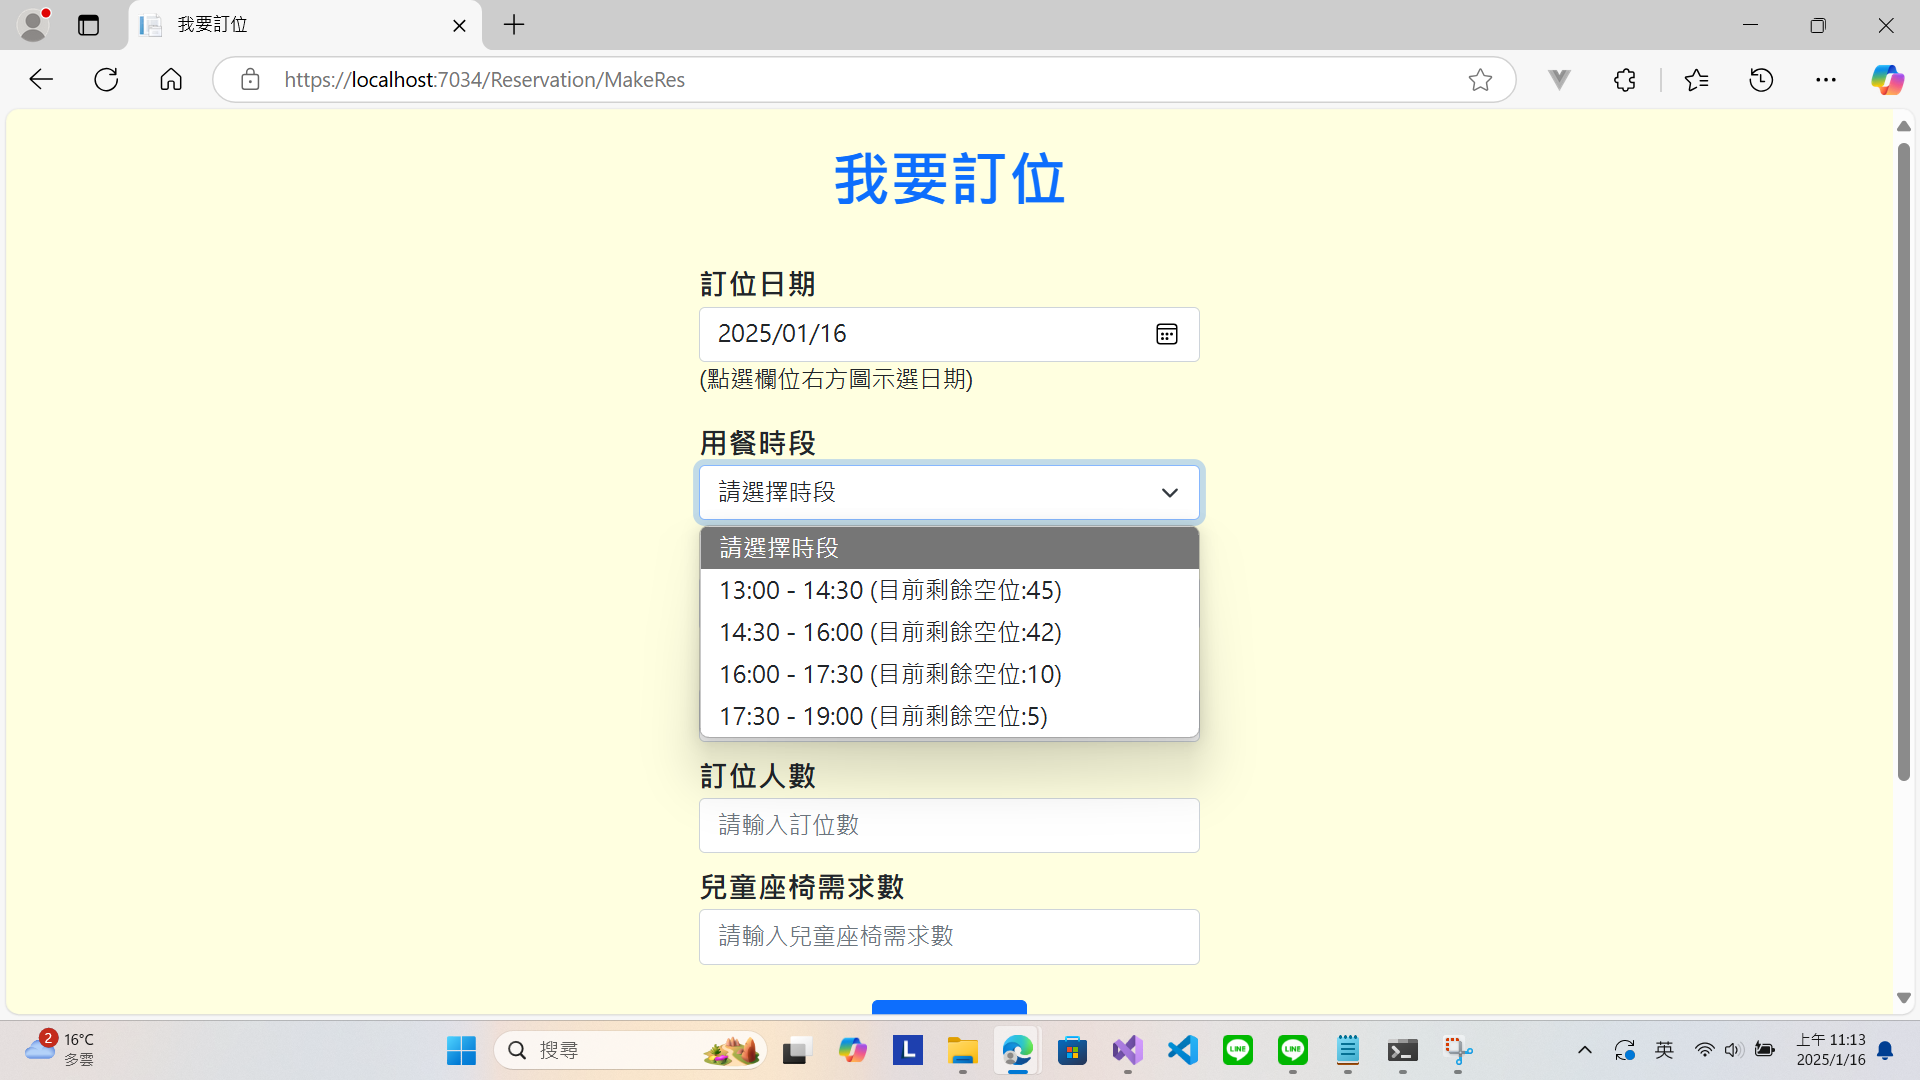 我要訂位
https://localhost:7034/Reservation/MakeRes
我要訂位
訂位日期
2025/01/16
(點選欄位右方圖示選日期)
用餐時段
請選擇時段
請選擇時段
13:00 - 14:30 (目前剩餘空位:45)
14:30 - 16:00 (目前剩餘空位:42)
16:00 - 17:30 (目前剩餘空位:10)
17:30 - 19:00 (目前剩餘空位:5)
訂位人數
請輸入訂位數
兒童座椅需求數
請輸入兒童座椅需求數
2
16°C
多雲
搜尋
L
LINE
LINE
英
上午 11:13
2025/1/16